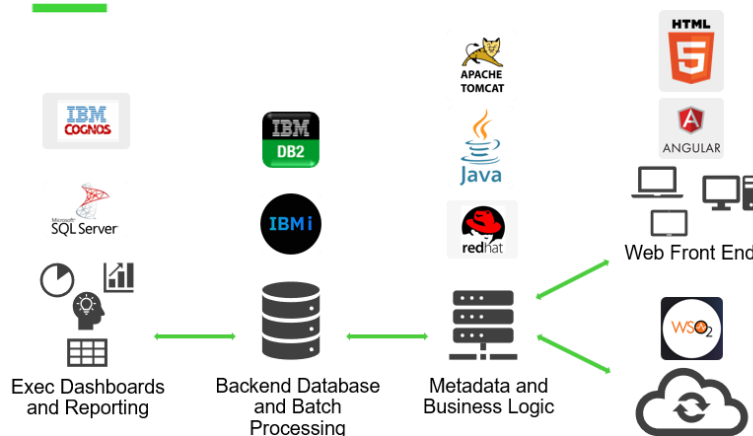 IBM
COGNOS
Microsoft
SQL Server
Exec Dashboards
and Reporting
IBM
DB2
IBM i
Backend Database
and Batch
Processing
APACHE
TOMCAT
Java
redhat
Metadata and
Business Logic
HTML
5
A
ANGULAR
Web Front End
WSO2